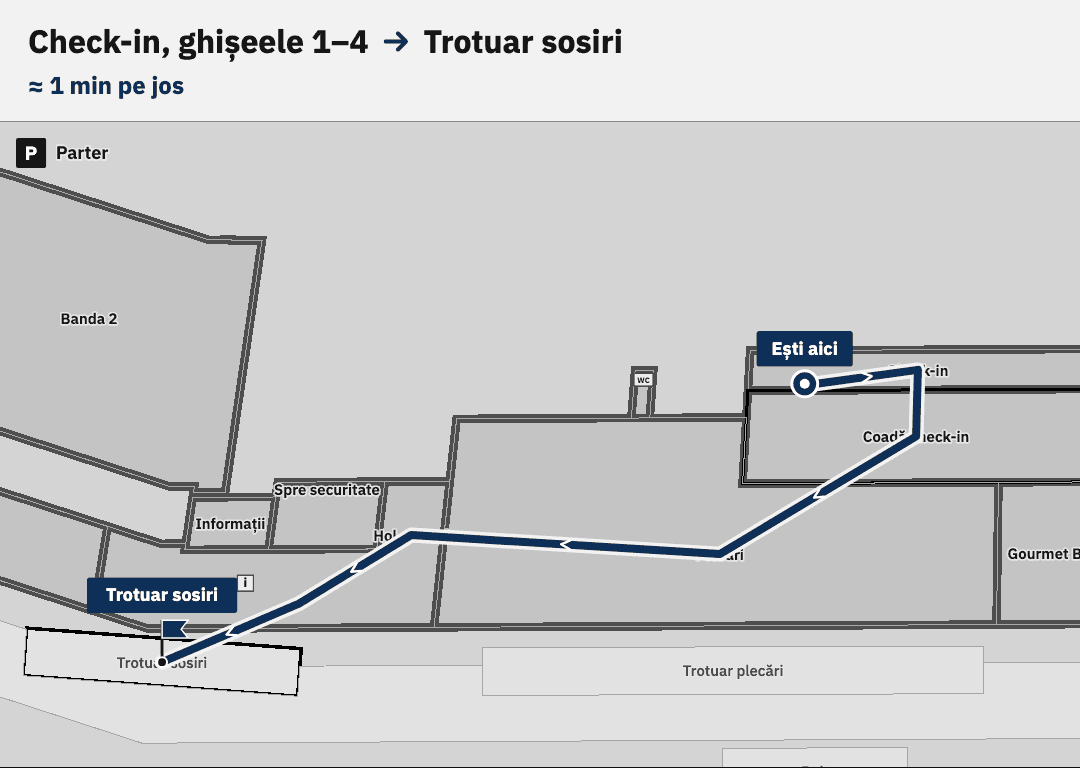 Check-in, ghișeele 1–4 → Trotuar sosiri
≈ 1 min pe jos
P Parter
Banda 2
Ești aici
wc
Spre securitate
Informații
Gourmet B
i
Trotuar sosiri
Trotuar plecări